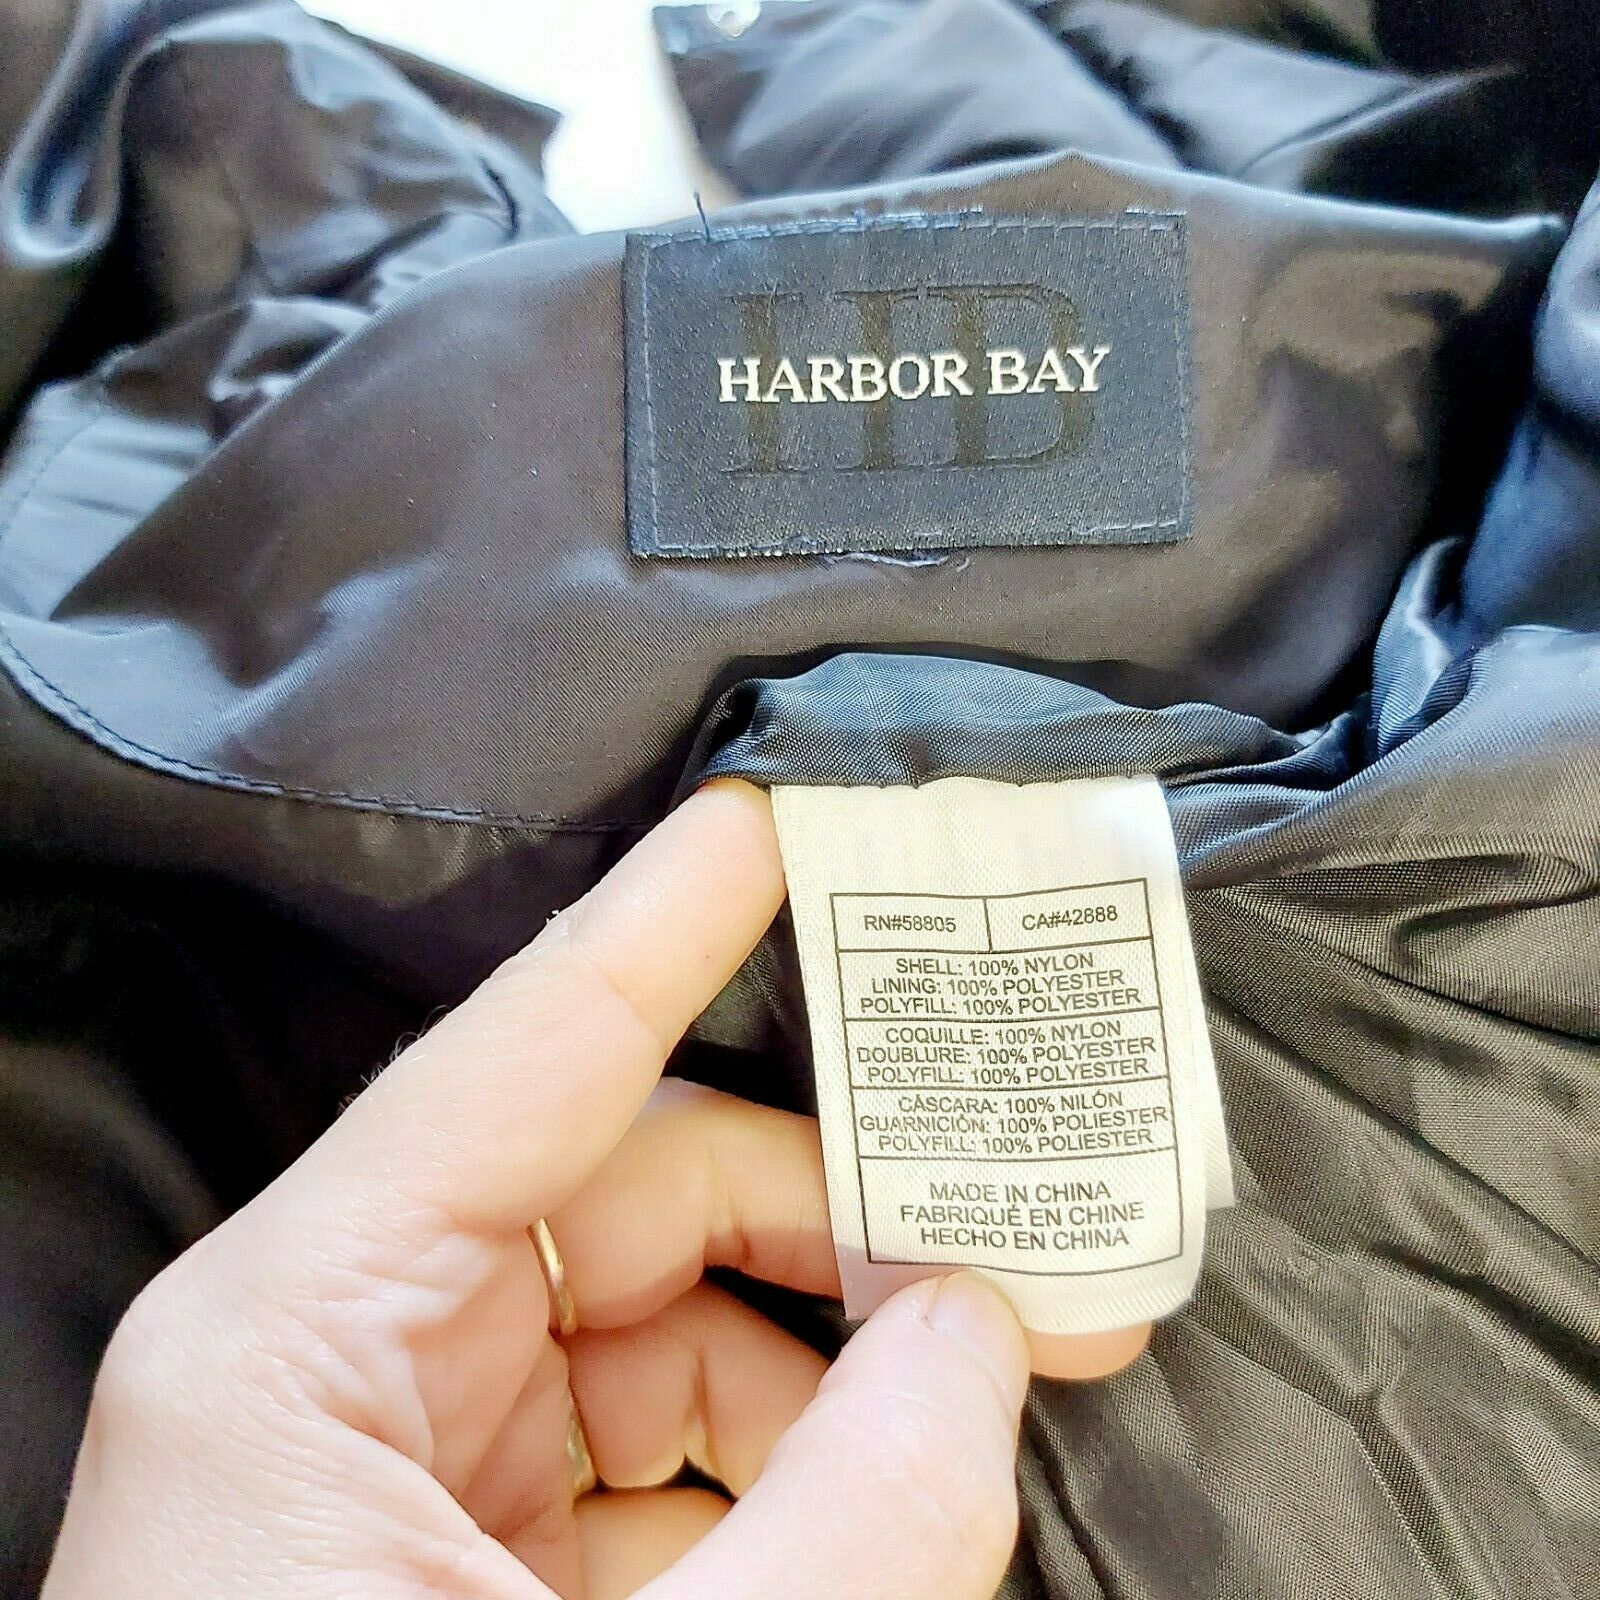 HB
HARBOR BAY
RN#58805 CA#42888
SHELL: 100% NYLON
LINING: 100% POLYESTER
POLYFILL: 100% POLYESTER
COQUILLE: 100% NYLON
DOUBLURE: 100% POLYESTER
POLYFILL: 100% POLYESTER
CÁSCARA: 100% NILÓN
GUARNICIÓN: 100% POLIESTER
POLYFILL: 100% POLIESTER
MADE IN CHINA
FABRIQUÉ EN CHINE
HECHO EN CHINA